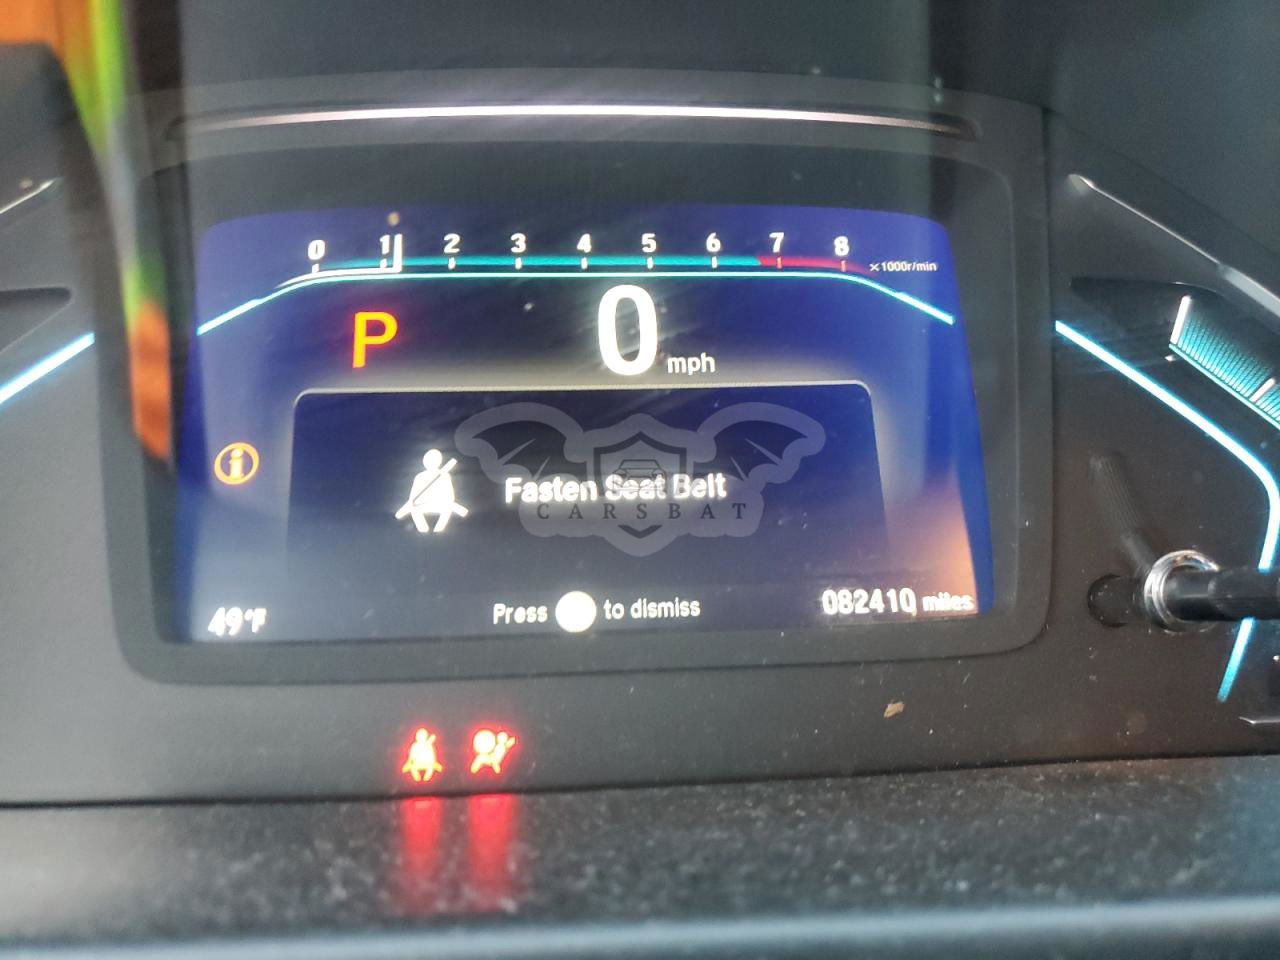 0 1 2 3 4 5 6 7 8 ×1000r/min
P 0 mph
Fasten Seat Belt
CARSBAT
Press to dismiss
49°F 082410 miles